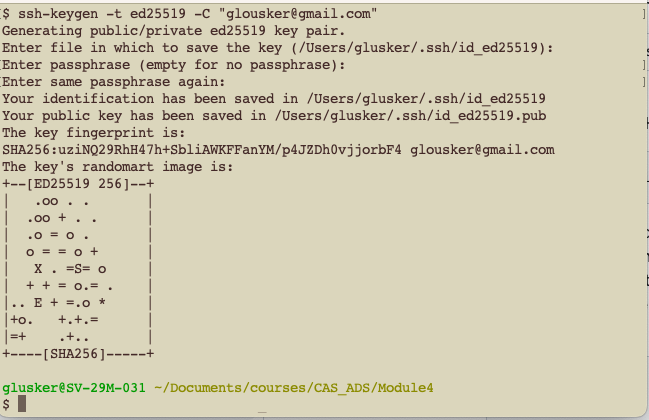 $ ssh-keygen -t ed25519 -C "glousker@gmail.com"
Generating public/private ed25519 key pair.
Enter file in which to save the key (/Users/glusker/.ssh/id_ed25519):
Enter passphrase (empty for no passphrase):
Enter same passphrase again:
Your identification has been saved in /Users/glusker/.ssh/id_ed25519
Your public key has been saved in /Users/glusker/.ssh/id_ed25519.pub
The key fingerprint is:
SHA256:uziNQ29RhH47h+SbliAWKFFanYM/p4JZDh0vjjorbF4 glousker@gmail.com
The key's randomart image is:
+--[ED25519 256]--+
|   .oo . .       |
|  .oo + . .      |
|  .o = o .       |
|  o = = o +      |
|   X . =S= o     |
|  + + = o.= .    |
|.. E + =.o *     |
|+o.   +.+.=      |
|=+    .+..       |
+----[SHA256]-----+
glusker@SV-29M-031 ~/Documents/courses/CAS_ADS/Module4
$